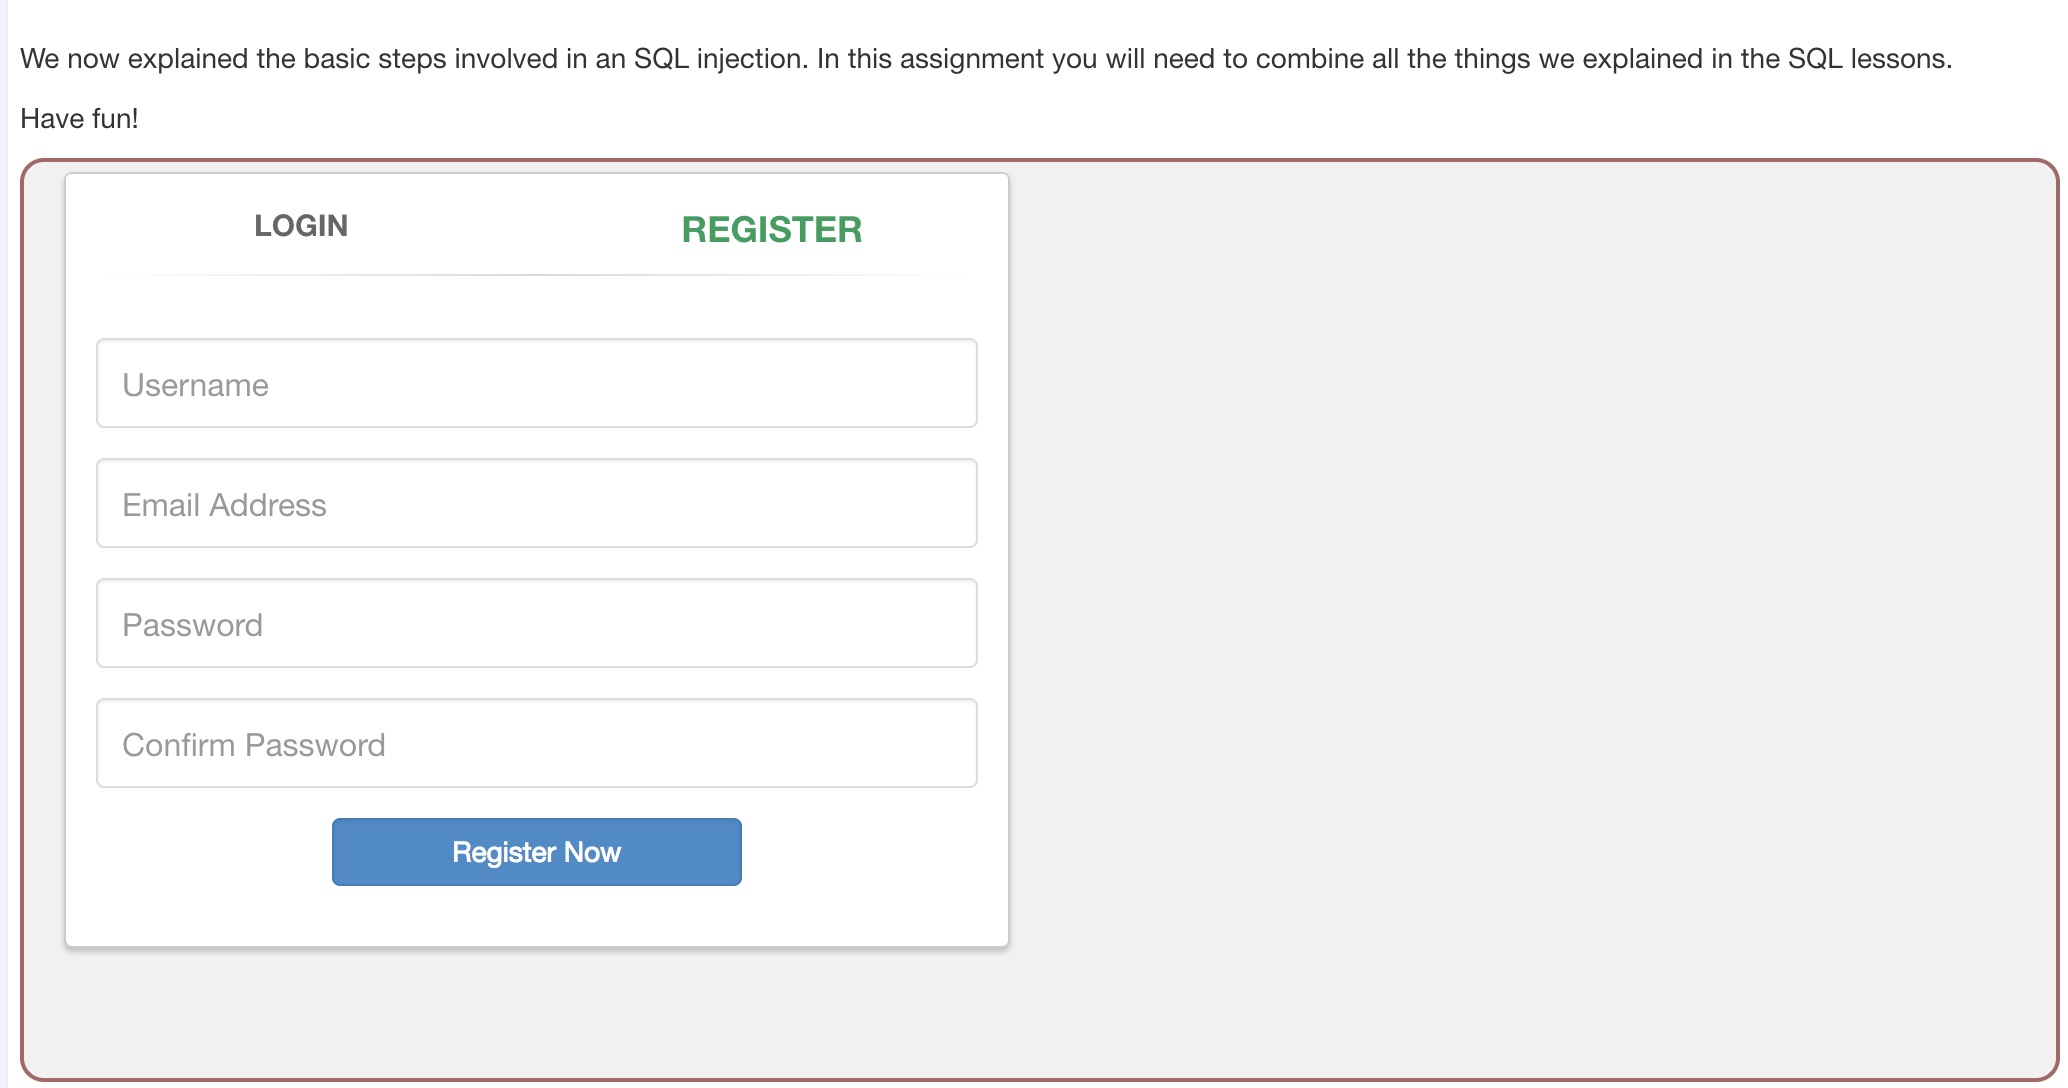 We now explained the basic steps involved in an SQL injection. In this assignment you will need to combine all the things we explained in the SQL lessons.
Have fun!
LOGIN REGISTER
Username
Email Address
Password
Confirm Password
Register Now